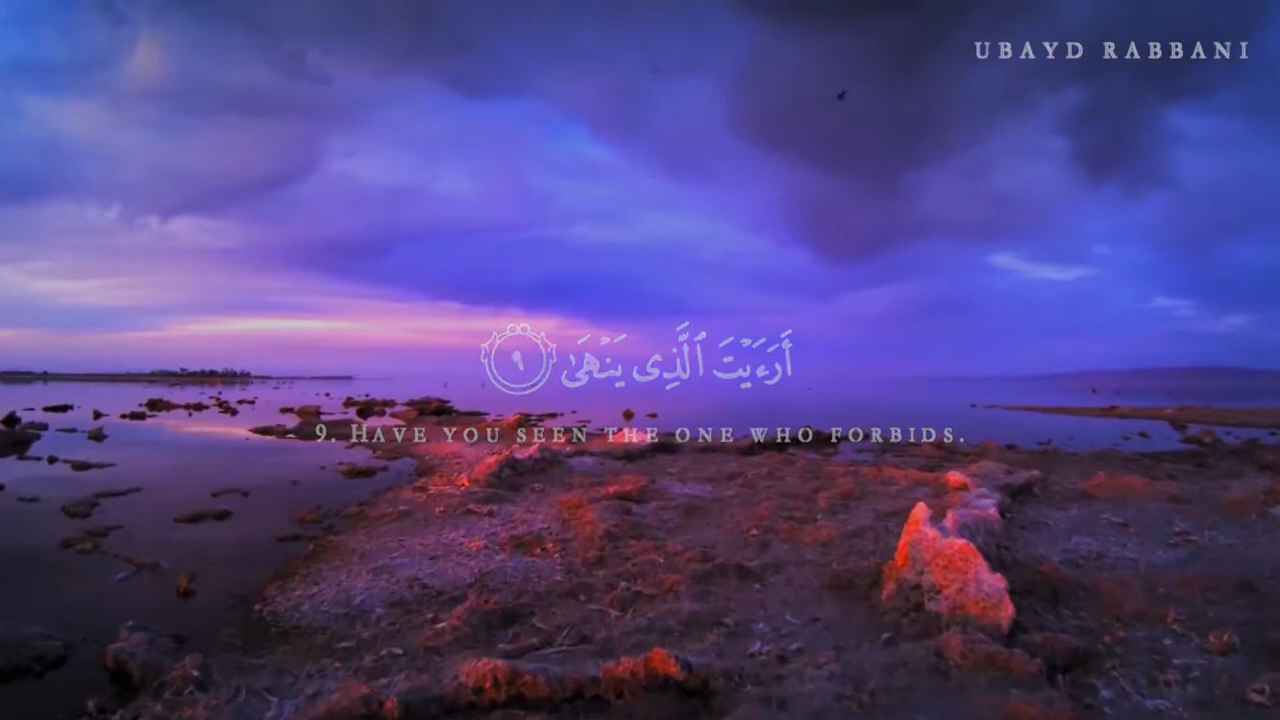 UBAYD RABBANI
أَرَءَيْتَ ٱلَّذِى يَنْهَىٰ ٩
9. HAVE YOU SEEN THE ONE WHO FORBIDS.